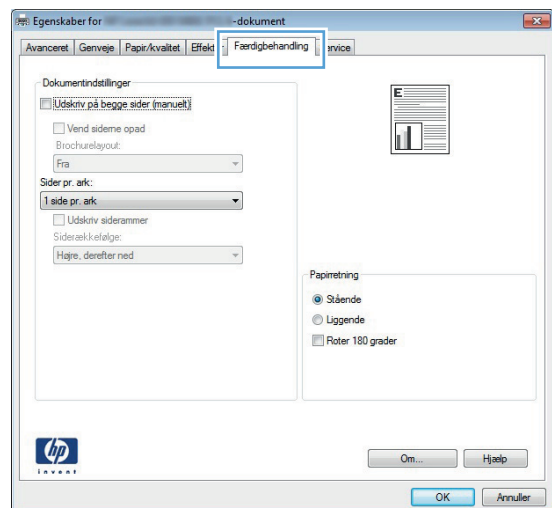 Egenskaber for -dokument
Avanceret Genveje Papir/kvalitet Effekt Færdigbehandling ervice
Dokumentindstillinger
Udskriv på begge sider (manuelt)
Vend siderne opad
Brochurelayout:
Fra
Sider pr. ark:
1 side pr. ark
Udskriv siderammer
Siderækkefølge:
Højre, derefter ned
E
Papirretning
Stående
Liggende
Roter 180 grader
hp
invent
Om... Hjælp
OK Annuller